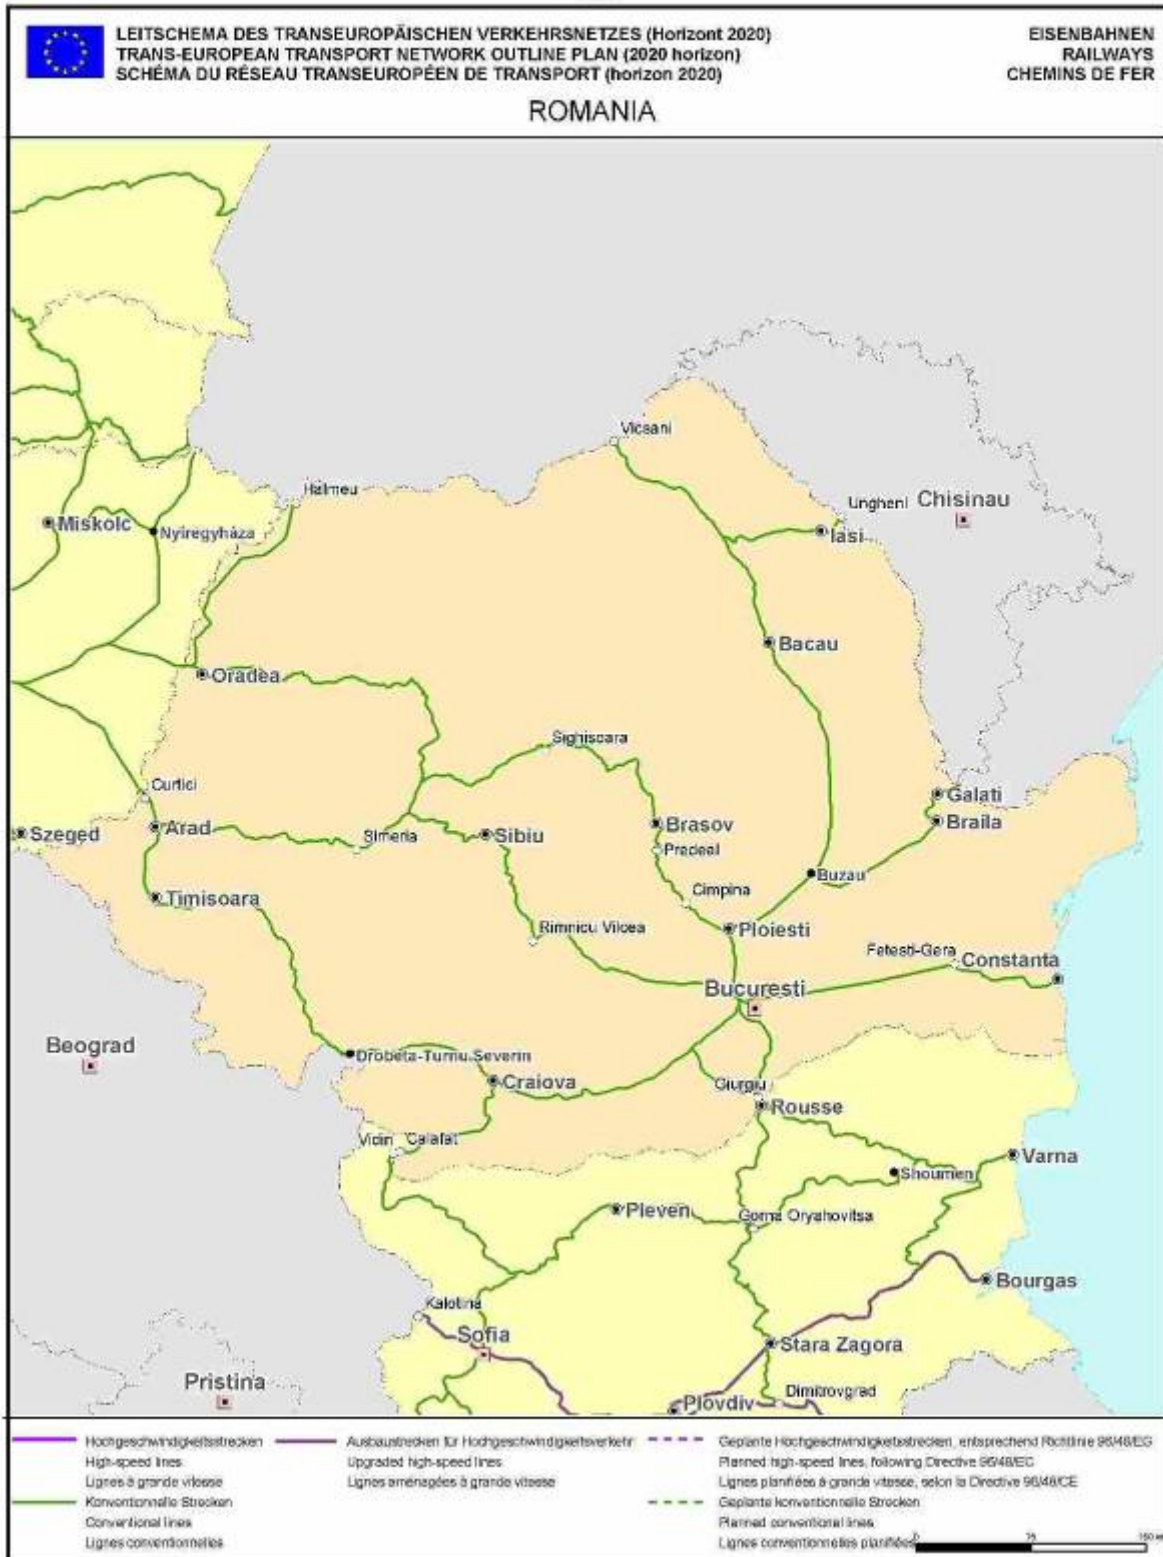 LEITSCHEMA DES TRANSEUROPÄISCHEN VERKEHRSNETZES (Horizont 2020)
TRANS-EUROPEAN TRANSPORT NETWORK OUTLINE PLAN (2020 horizon)
SCHÉMA DU RÉSEAU TRANSEUROPÉEN DE TRANSPORT (horizon 2020)
EISENBAHNEN
RAILWAYS
CHEMINS DE FER
ROMANIA
Vicsani
Halmeu
Ungheni
Chisinau
Miskolc
Nyíregyháza
Iasi
Bacau
Oradea
Sighisoara
Curtici
Galati
Szeged
Arad
Simeria
Sibiu
Brasov
Braila
Predeal
Buzau
Timisoara
Cimpina
Rimnicu Vilcea
Ploiesti
Fetesti-Gera
Constanta
Bucuresti
Beograd
Drobeta-Turnu Severin
Craiova
Giurgiu
Rousse
Vidin
Calafat
Varna
Shoumen
Pleven
Gorna Oryahovitsa
Bourgas
Kalotina
Sofia
Stara Zagora
Pristina
Plovdiv
Dimitrovgrad
Hochgeschwindigkeitsstrecken
High-speed lines
Lignes à grande vitesse
Konventionelle Strecken
Conventional lines
Lignes conventionnelles
Ausbaustrecken für Hochgeschwindigkeitsverkehr
Upgraded high-speed lines
Lignes aménagées à grande vitesse
Geplante Hochgeschwindigkeitsstrecken, entsprechend Richtlinie 96/48/EG
Planned high-speed lines, following Directive 96/48/EC
Lignes planifiées à grande vitesse, selon la Directive 96/48/CE
Geplante konventionelle Strecken
Planned conventional lines
Lignes conventionnelles planifiées
0 75 150